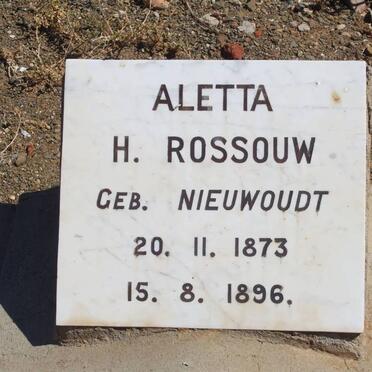 ALETTA
H. ROSSOUW
GEB. NIEUWOUDT
20. 11. 1873
15. 8. 1896.